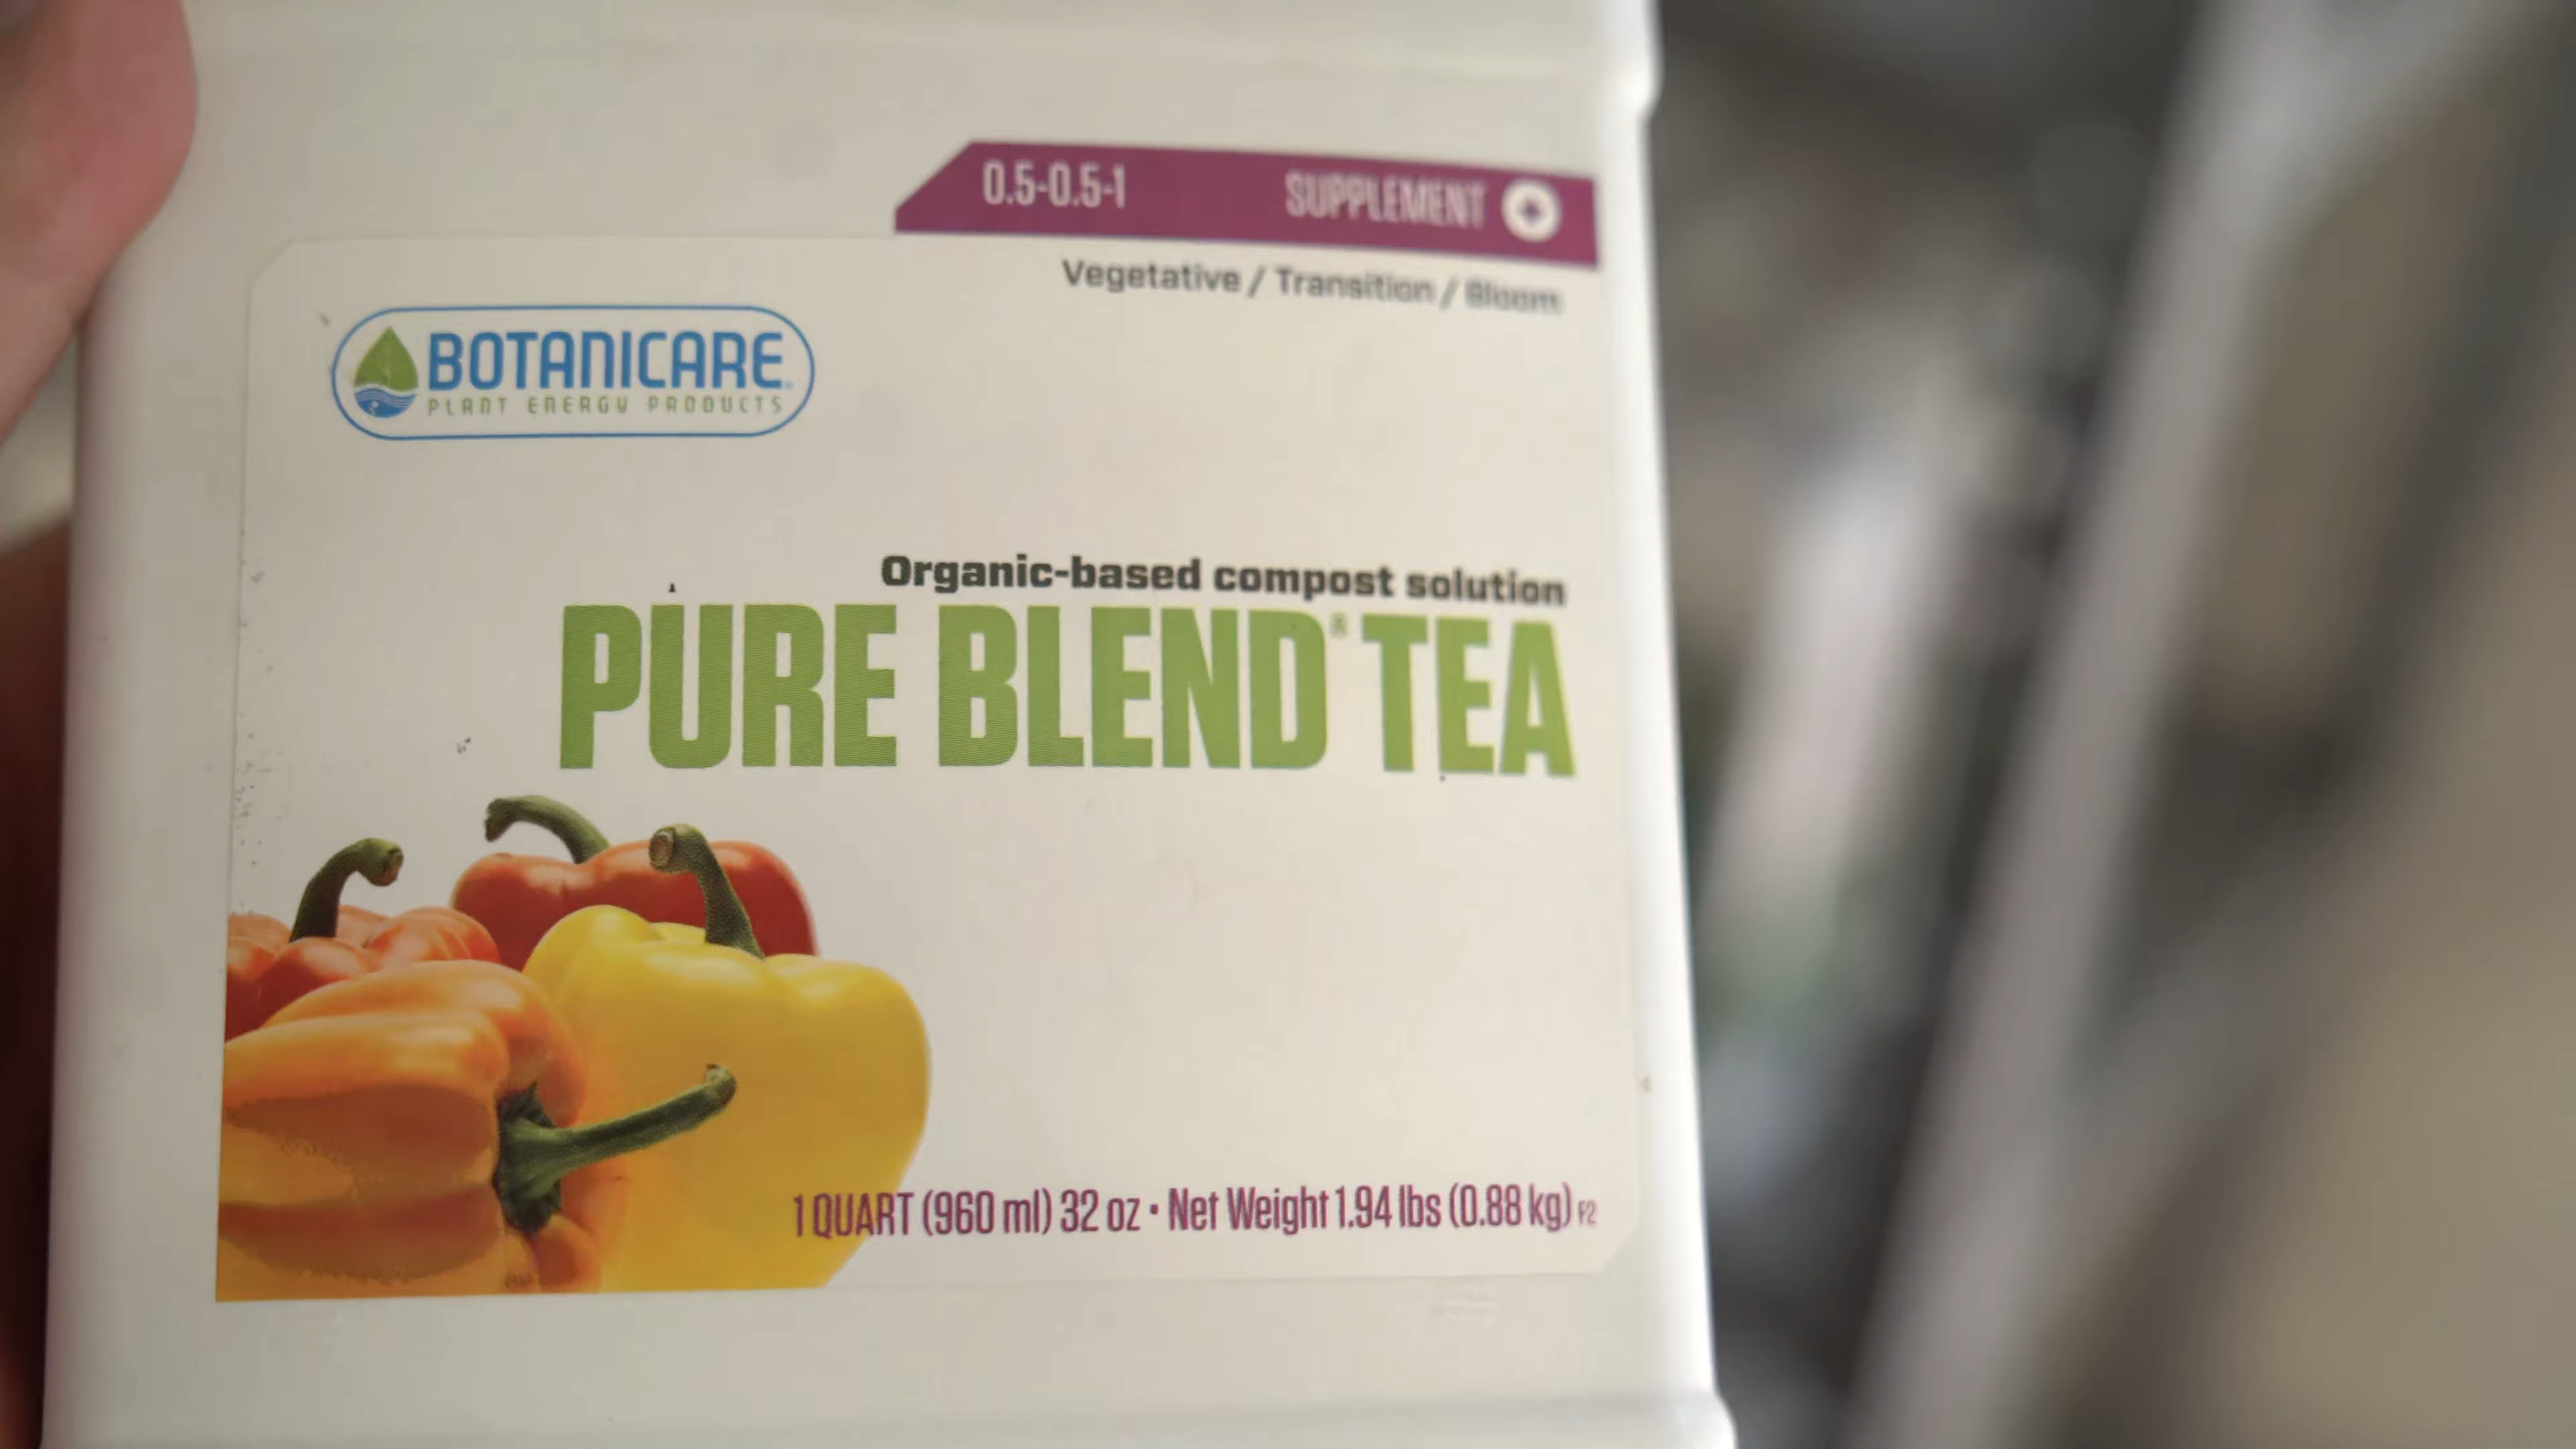 0.5-0.5-1 SUPPLEMENT
Vegetative / Transition / Bloom
BOTANICARE®
PLANT ENERGY PRODUCTS
Organic-based compost solution
PURE BLEND® TEA
1 QUART (960 ml) 32 oz • Net Weight 1.94 lbs (0.88 kg) F2